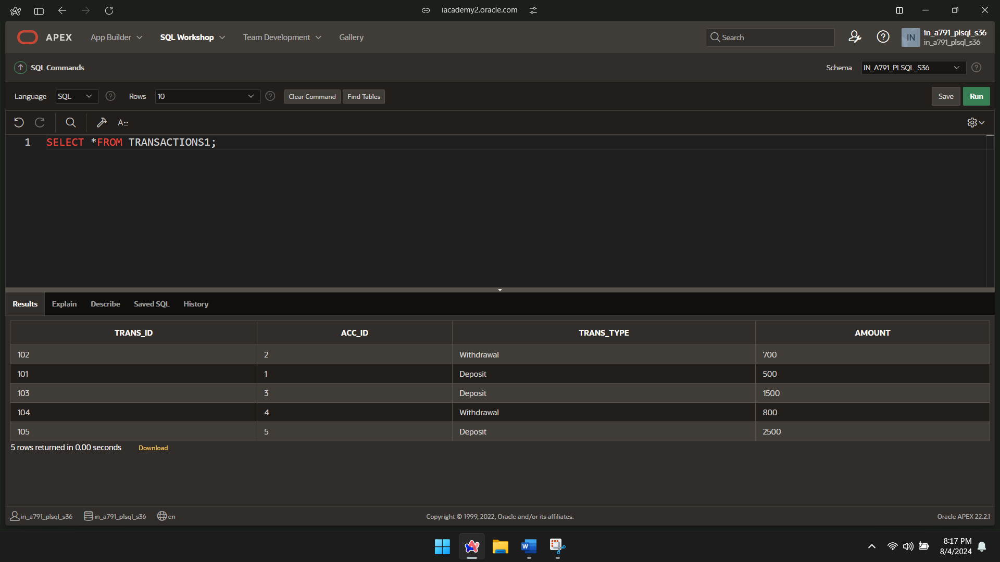 iacademy2.oracle.com
APEX App Builder SQL Workshop Team Development Gallery Search IN in_a791_plsql_s36
in_a791_plsql_s36
SQL Commands Schema IN_A791_PLSQL_S36
Language SQL Rows 10 Clear Command Find Tables Save Run
A::
1 SELECT *FROM TRANSACTIONS1;
Results Explain Describe Saved SQL History
TRANS_ID ACC_ID TRANS_TYPE AMOUNT
102 2 Withdrawal 700
101 1 Deposit 500
103 3 Deposit 1500
104 4 Withdrawal 800
105 5 Deposit 2500
5 rows returned in 0.00 seconds Download
in_a791_plsql_s36 in_a791_plsql_s36 en Copyright © 1999, 2022, Oracle and/or its affiliates. Oracle APEX 22.2.1
W 8:17 PM
8/4/2024